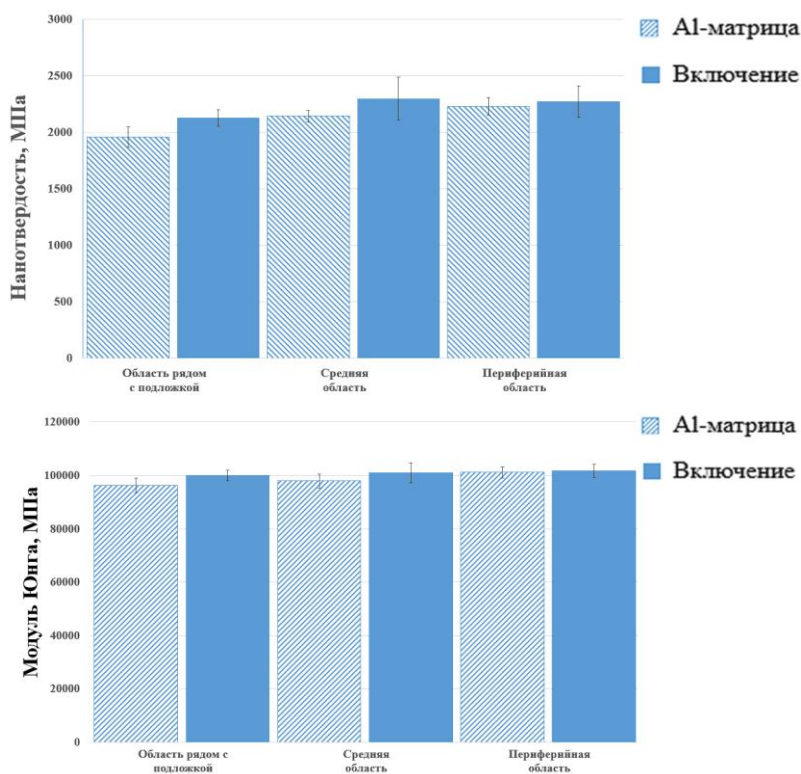 3000
2500
2000
1500
1000
500
0
Нанотвердость, МПа
Область рядом
с подложкой
Средняя
область
Периферийная
область
Al-матрица
Включение
120000
100000
80000
60000
40000
20000
0
Модуль Юнга, МПа
Область рядом с
подложкой
Средняя
область
Периферийная
область
Al-матрица
Включение